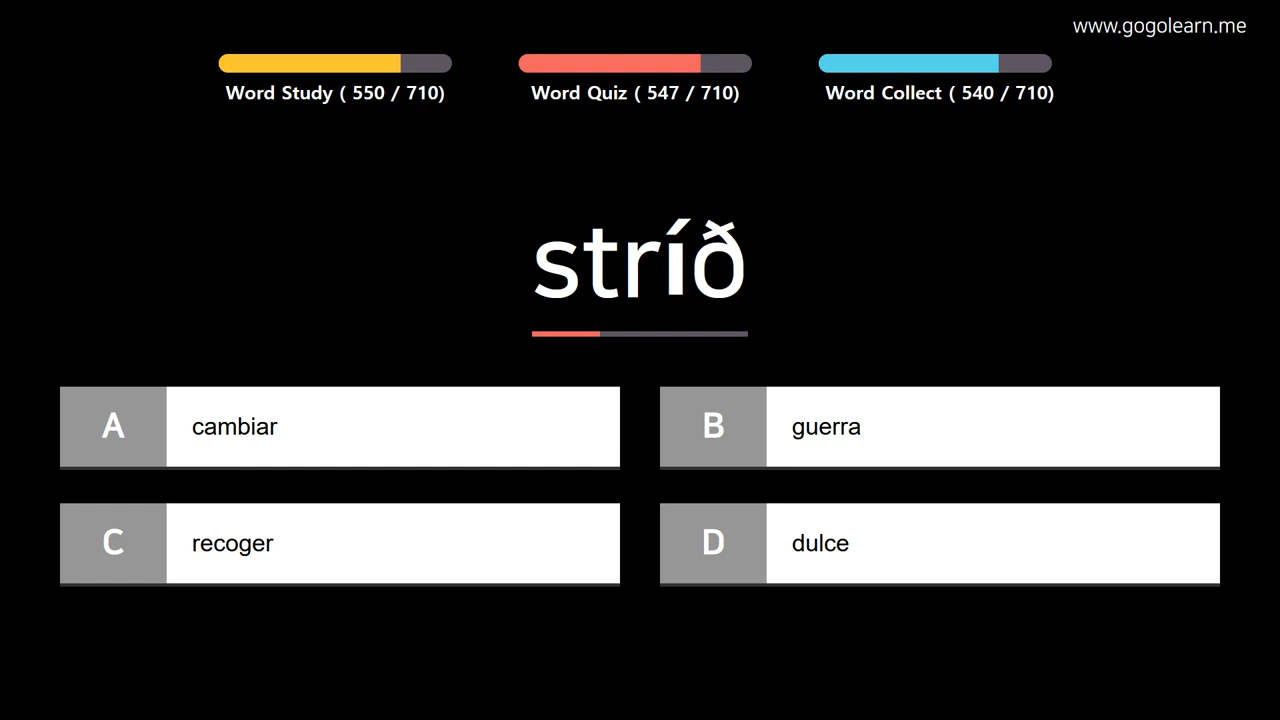 www.gogolearn.me
Word Study ( 550 / 710)
Word Quiz ( 547 / 710)
Word Collect ( 540 / 710)
stríð
A cambiar
B guerra
C recoger
D dulce